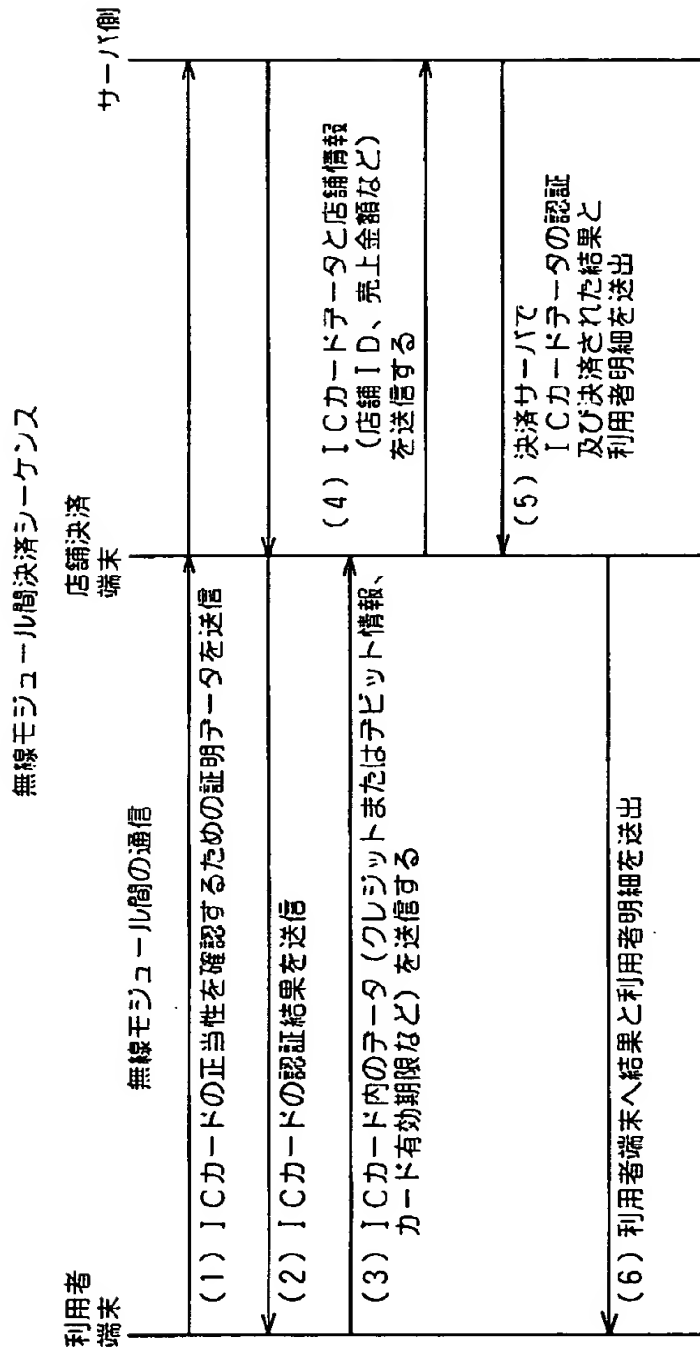 無線モジュール間決済シーケンス
利用者
端末
無線モジュール間の通信
店舗決済
端末
サーバ側
(1) ICカードの正当性を確認するための証明データを送信
(2) ICカードの認証結果を送信
(3) ICカード内のデータ(クレジットまたはデビット情報、
カード有効期限など)を送信する
(4) ICカードデータと店舗情報
(店舗ID、売上金額など)
を送信する
(5) 決済サーバで
ICカードデータの認証
及び決済された結果と
利用者明細を送出
(6) 利用者端末へ結果と利用者明細を送出